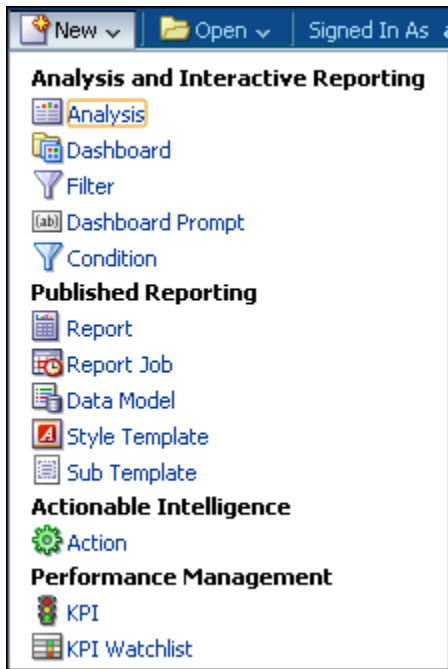 New Open Signed In As
Analysis and Interactive Reporting
Analysis
Dashboard
Filter
(ab) Dashboard Prompt
Condition
Published Reporting
Report
Report Job
Data Model
Style Template
Sub Template
Actionable Intelligence
Action
Performance Management
KPI
KPI Watchlist